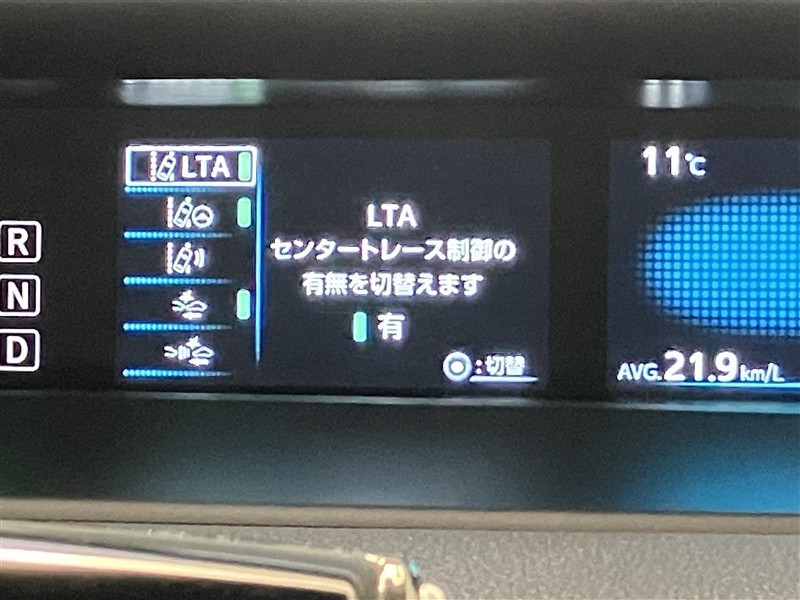 R
N
D
LTA
LTA
センタートレース制御の
有無を切替えます
有
:切替
11℃
AVG.21.9km/L